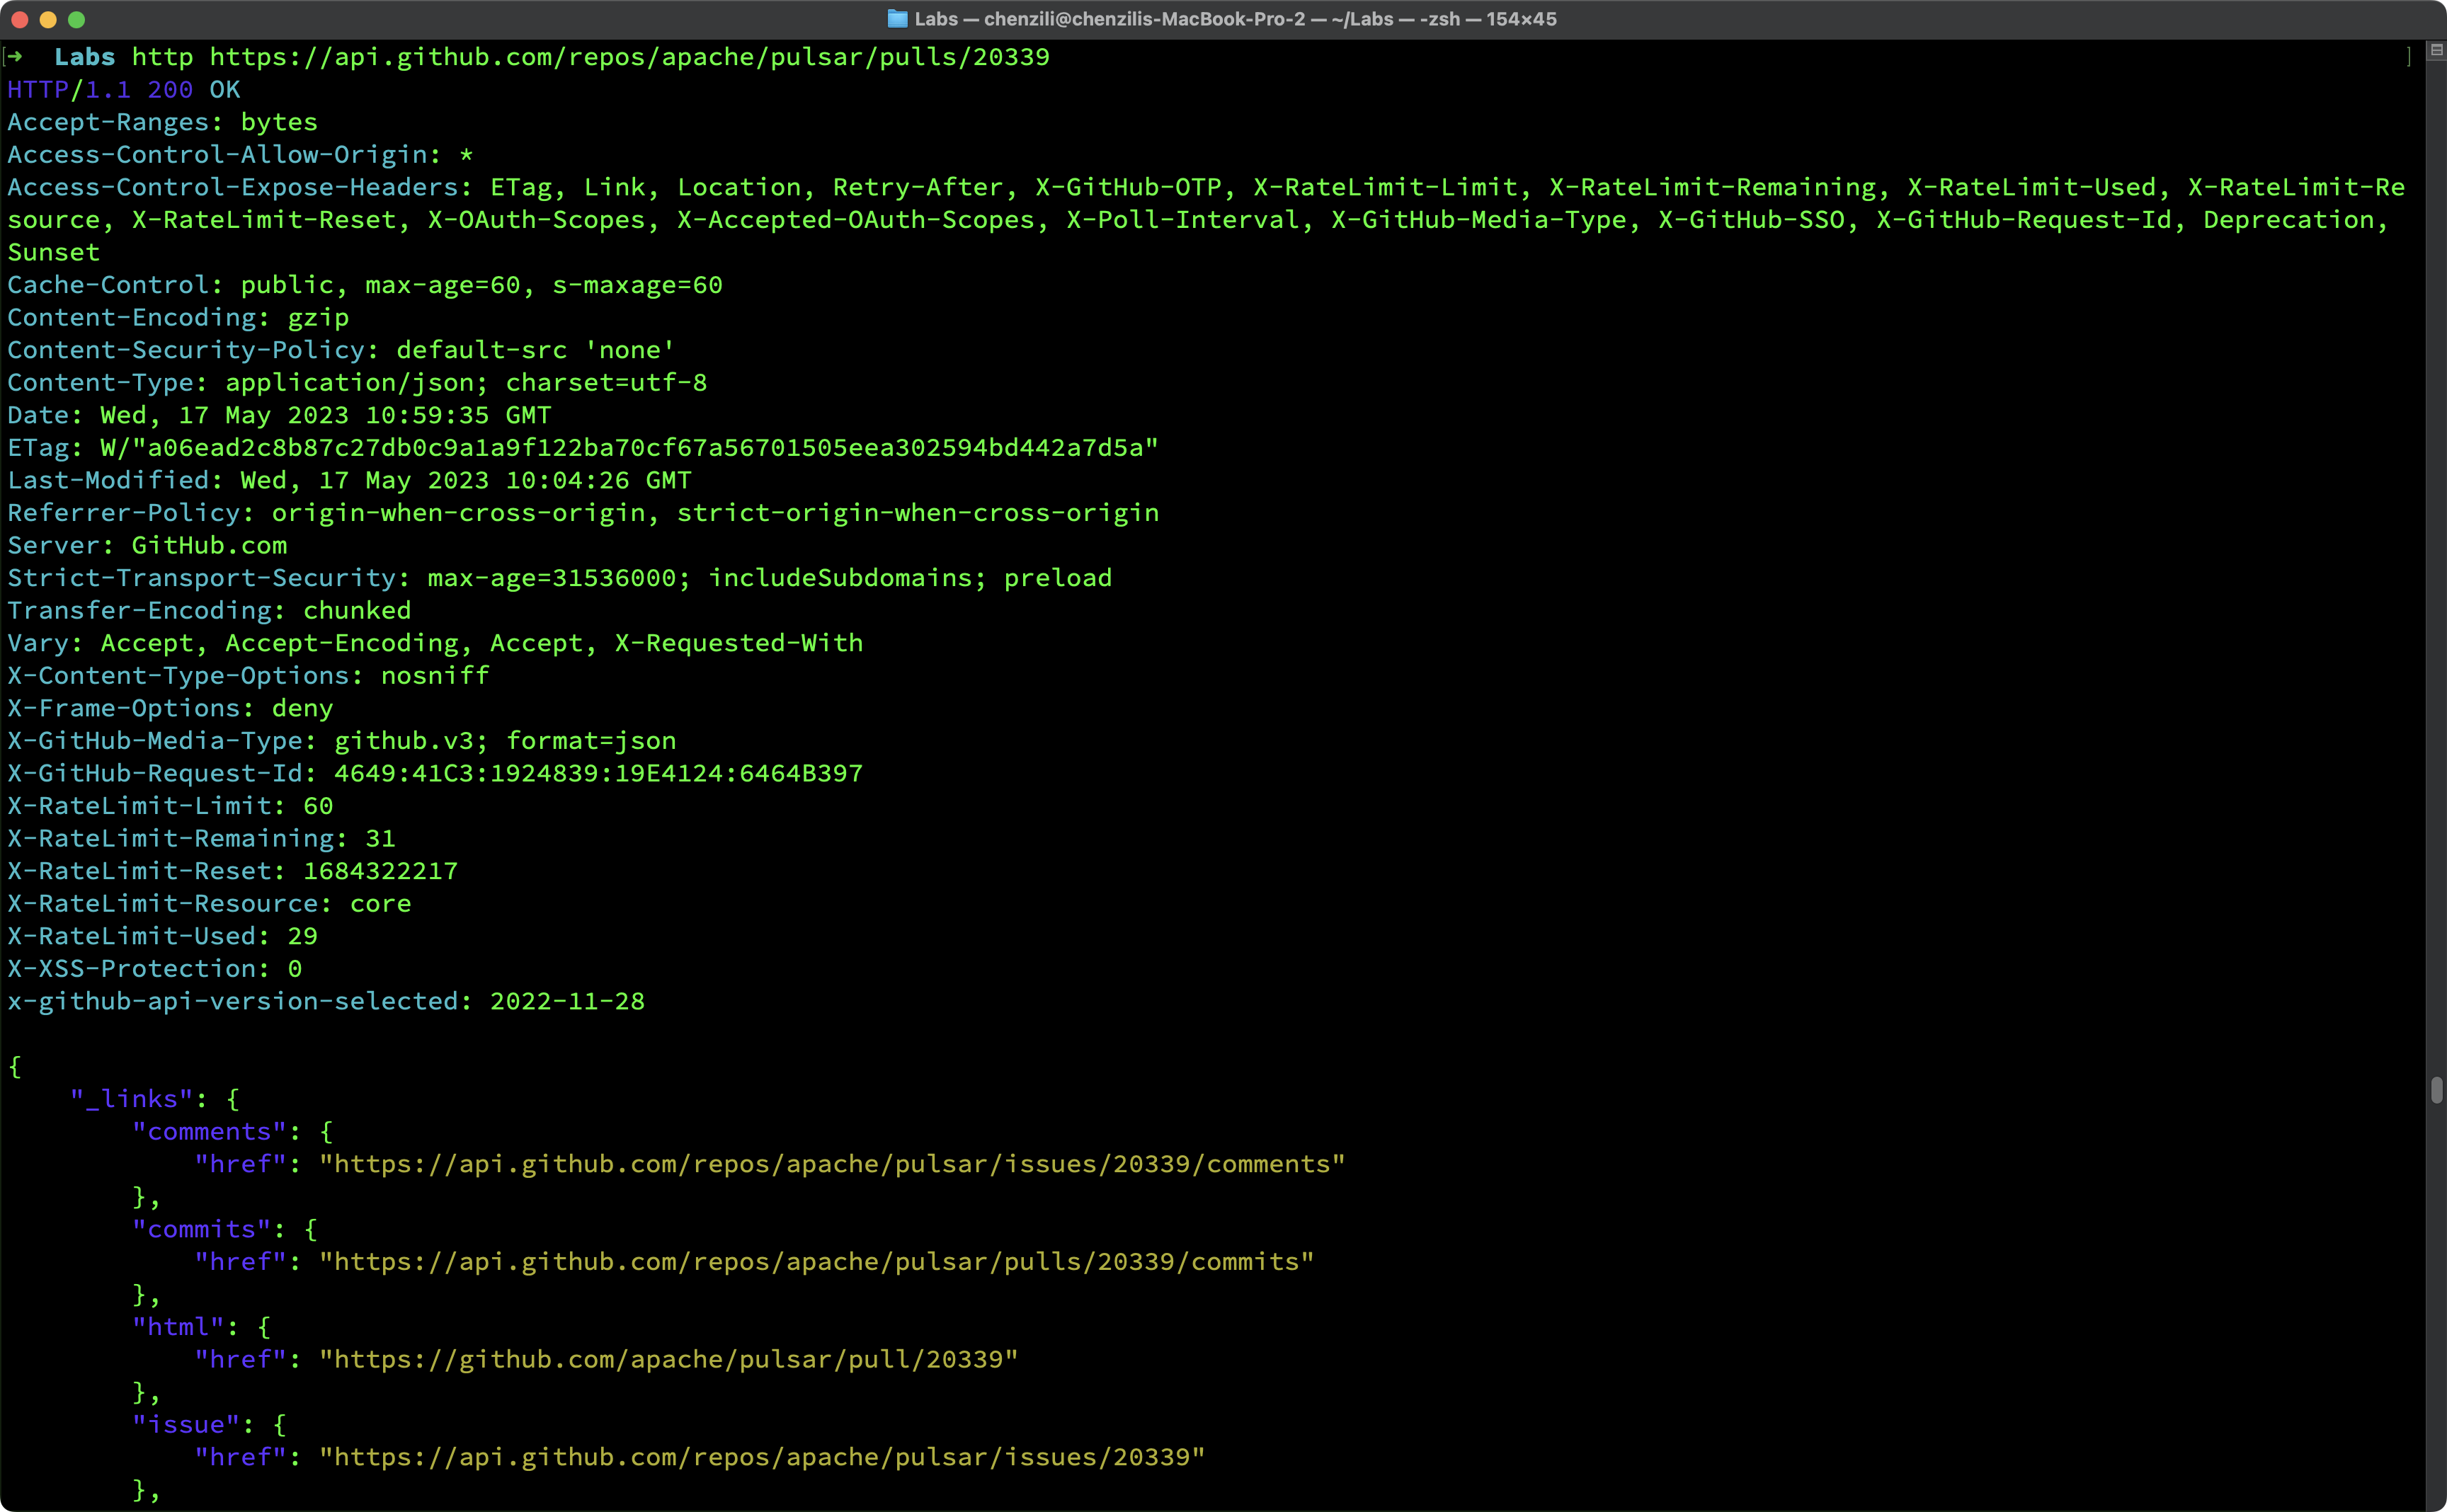 Labs — chenzili@chenzilis-MacBook-Pro-2 — ~/Labs — -zsh — 154×45
[➜  Labs http https://api.github.com/repos/apache/pulsar/pulls/20339 ]
HTTP/1.1 200 OK
Accept-Ranges: bytes
Access-Control-Allow-Origin: *
Access-Control-Expose-Headers: ETag, Link, Location, Retry-After, X-GitHub-OTP, X-RateLimit-Limit, X-RateLimit-Remaining, X-RateLimit-Used, X-RateLimit-Re
source, X-RateLimit-Reset, X-OAuth-Scopes, X-Accepted-OAuth-Scopes, X-Poll-Interval, X-GitHub-Media-Type, X-GitHub-SSO, X-GitHub-Request-Id, Deprecation,
Sunset
Cache-Control: public, max-age=60, s-maxage=60
Content-Encoding: gzip
Content-Security-Policy: default-src 'none'
Content-Type: application/json; charset=utf-8
Date: Wed, 17 May 2023 10:59:35 GMT
ETag: W/"a06ead2c8b87c27db0c9a1a9f122ba70cf67a56701505eea302594bd442a7d5a"
Last-Modified: Wed, 17 May 2023 10:04:26 GMT
Referrer-Policy: origin-when-cross-origin, strict-origin-when-cross-origin
Server: GitHub.com
Strict-Transport-Security: max-age=31536000; includeSubdomains; preload
Transfer-Encoding: chunked
Vary: Accept, Accept-Encoding, Accept, X-Requested-With
X-Content-Type-Options: nosniff
X-Frame-Options: deny
X-GitHub-Media-Type: github.v3; format=json
X-GitHub-Request-Id: 4649:41C3:1924839:19E4124:6464B397
X-RateLimit-Limit: 60
X-RateLimit-Remaining: 31
X-RateLimit-Reset: 1684322217
X-RateLimit-Resource: core
X-RateLimit-Used: 29
X-XSS-Protection: 0
x-github-api-version-selected: 2022-11-28

{
    "_links": {
        "comments": {
            "href": "https://api.github.com/repos/apache/pulsar/issues/20339/comments"
        },
        "commits": {
            "href": "https://api.github.com/repos/apache/pulsar/pulls/20339/commits"
        },
        "html": {
            "href": "https://github.com/apache/pulsar/pull/20339"
        },
        "issue": {
            "href": "https://api.github.com/repos/apache/pulsar/issues/20339"
        },